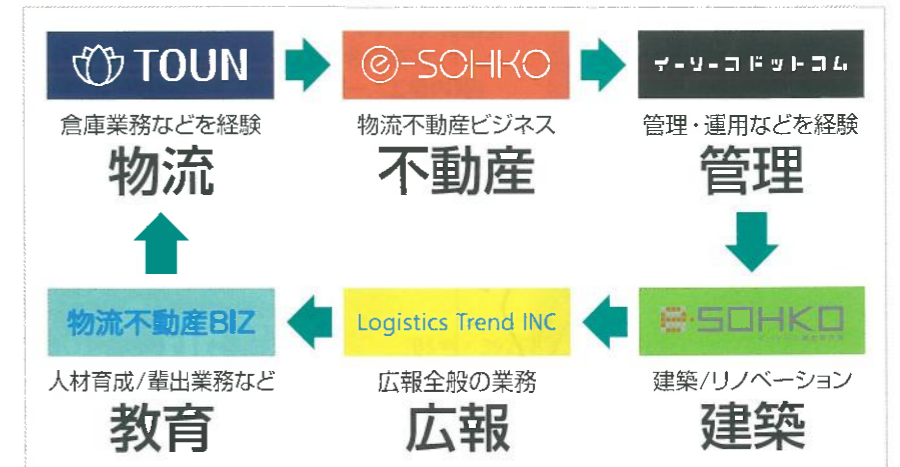 TOUN
e-SOHKO
イーソーコドットコム
倉庫業務などを経験
物流不動産ビジネス
管理・運用などを経験
物流
不動産
管理
物流不動産BIZ
Logistics Trend INC
e-SOHKO
人材育成/輩出業務など
広報全般の業務
建築/リノベーション
教育
広報
建築